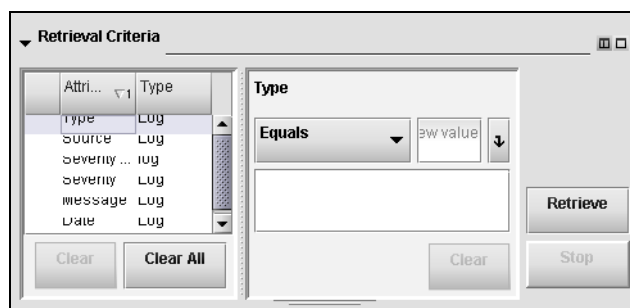 Retrieval Criteria
Attri... 1 Type
Type Log
Source Log
Severity ... log
Severity Log
Message Log
Date Log
Clear Clear All
Type
Equals ew value
Clear
Retrieve
Stop